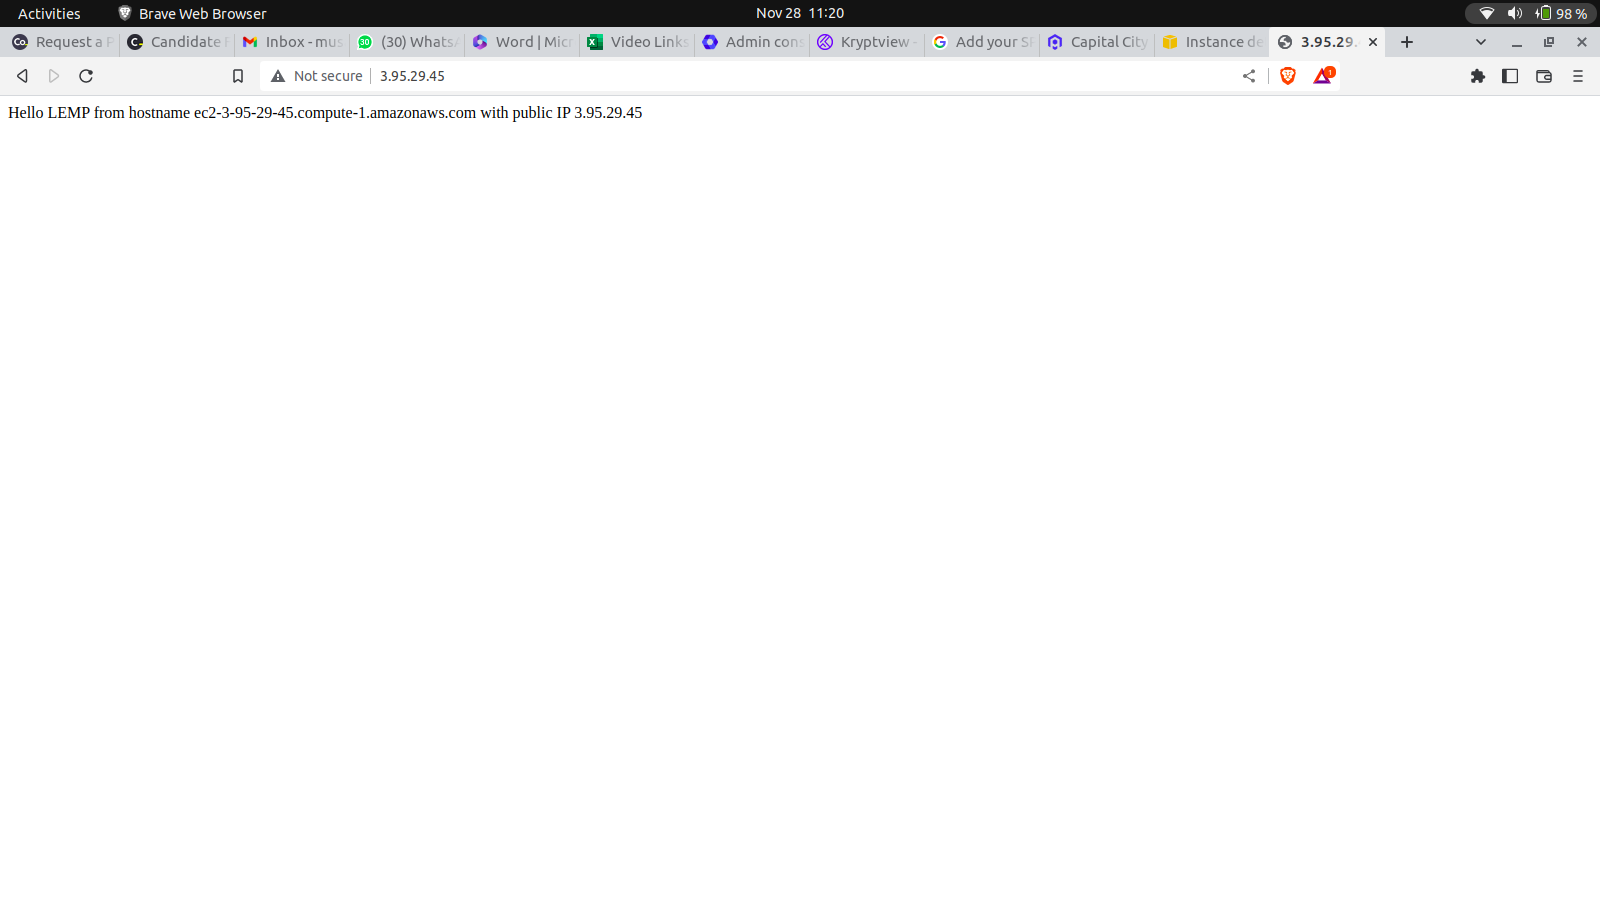 Activities Brave Web Browser Nov 28 11:20 98 %
Request a Candidate Inbox - mus (30) Whats Word | Micr Video Links Admin cons Kryptview - Add your SP Capital City Instance de 3.95.29.
Not secure 3.95.29.45
Hello LEMP from hostname ec2-3-95-29-45.compute-1.amazonaws.com with public IP 3.95.29.45